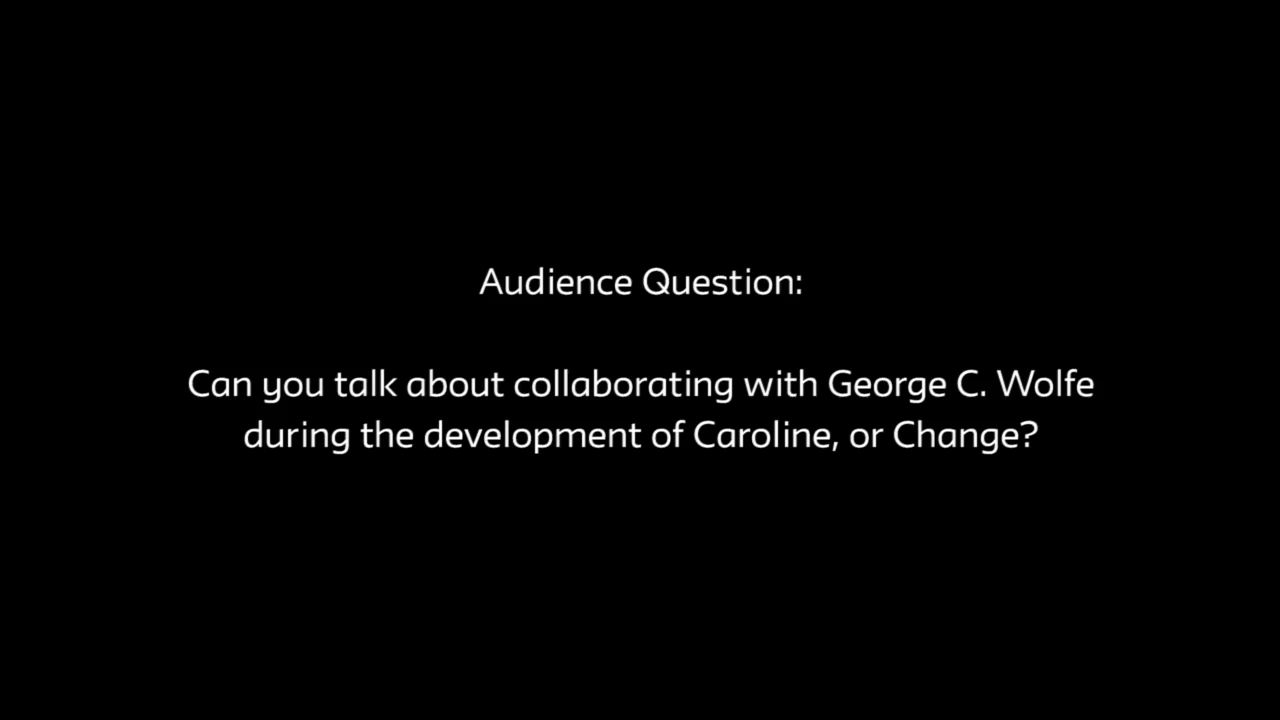 Audience Question:
Can you talk about collaborating with George C. Wolfe
during the development of Caroline, or Change?